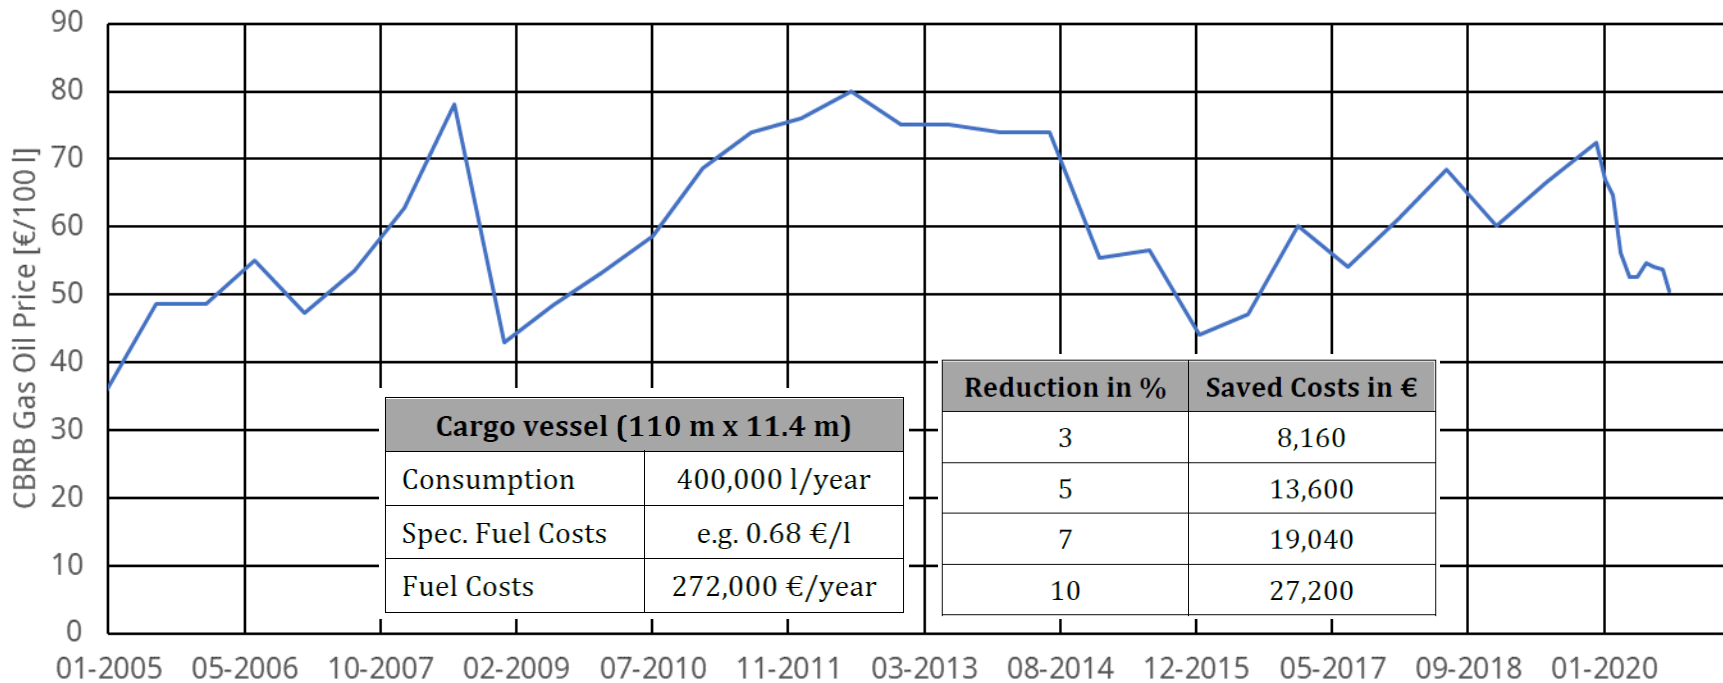 CBRB Gas Oil Price [€/100 l]
90
80
70
60
50
40
30
20
10
0
Cargo vessel (110 m x 11.4 m)
Consumption 400,000 l/year
Spec. Fuel Costs e.g. 0.68 €/l
Fuel Costs 272,000 €/year
Reduction in % Saved Costs in €
3 8,160
5 13,600
7 19,040
10 27,200
01-2005 05-2006 10-2007 02-2009 07-2010 11-2011 03-2013 08-2014 12-2015 05-2017 09-2018 01-2020